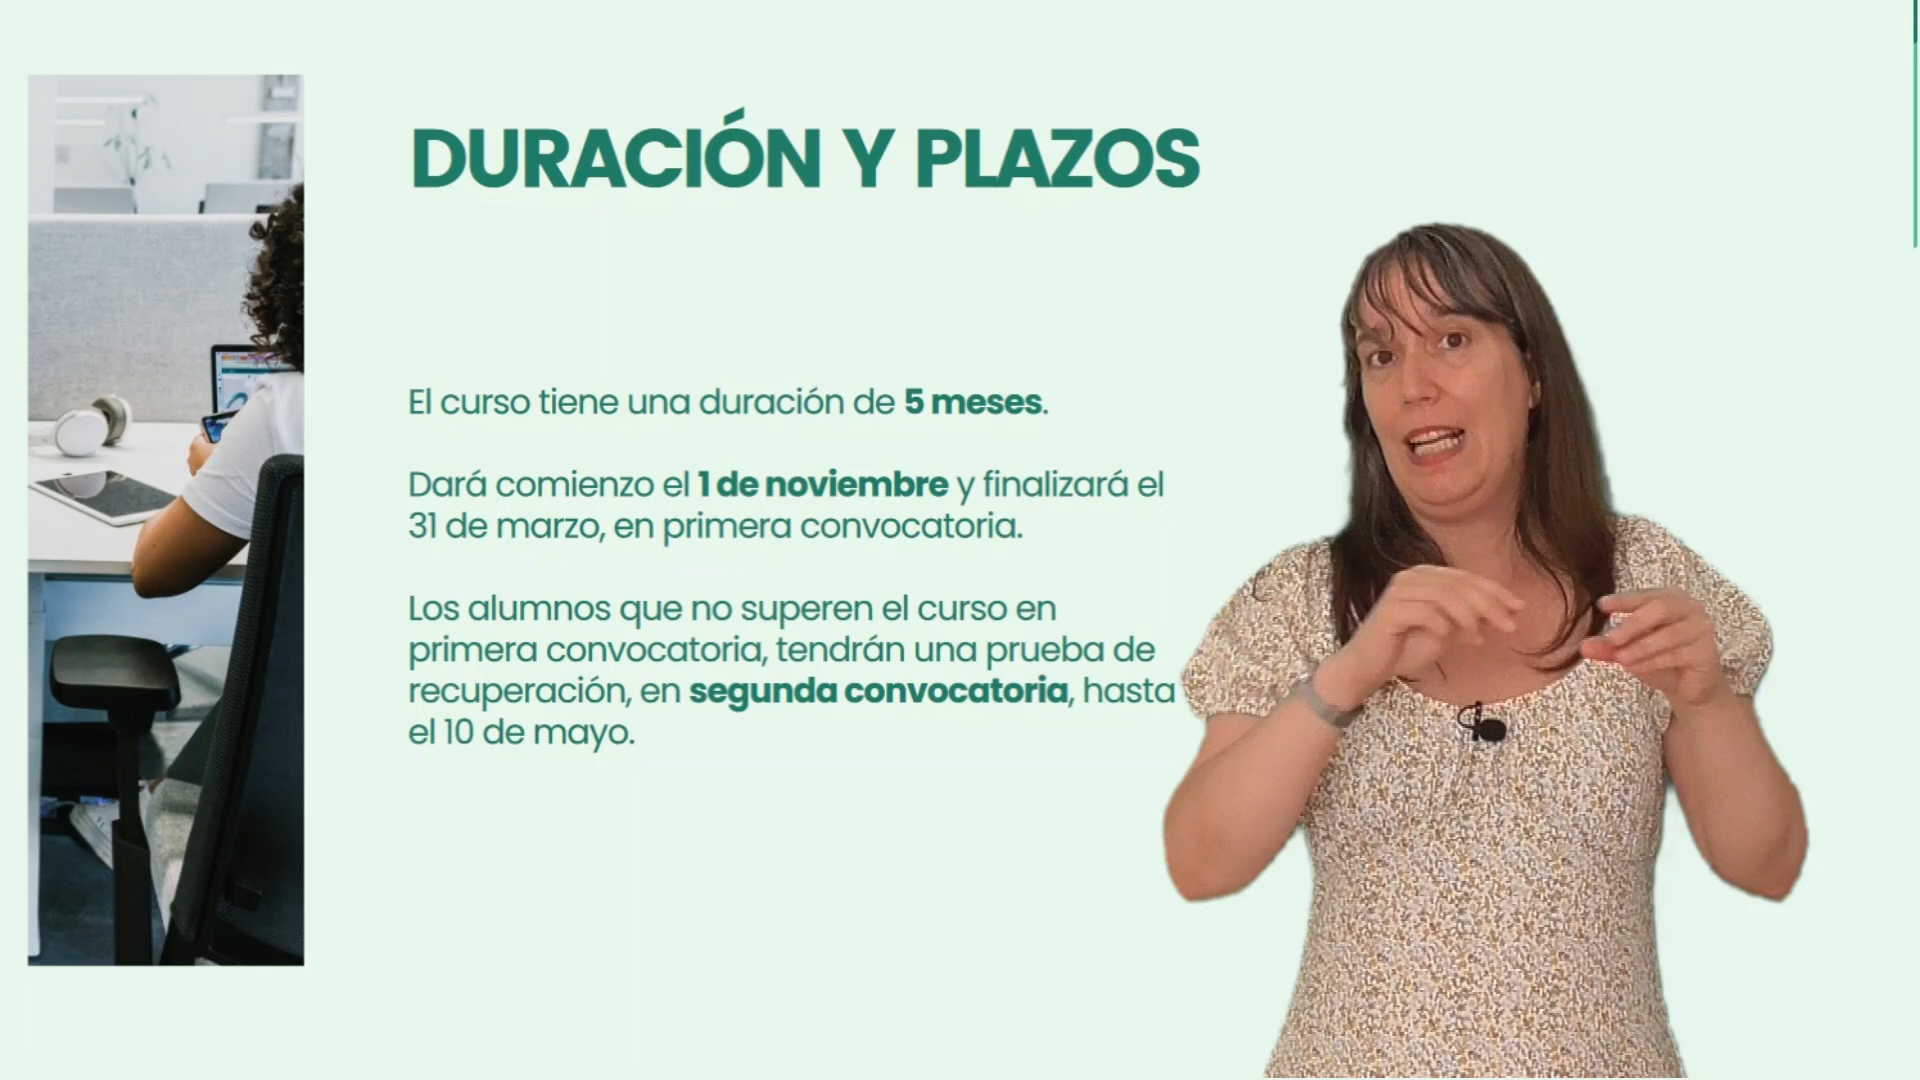 DURACIÓN Y PLAZOS
El curso tiene una duración de 5 meses.
Dará comienzo el 1 de noviembre y finalizará el
31 de marzo, en primera convocatoria.
Los alumnos que no superen el curso en
primera convocatoria, tendrán una prueba de
recuperación, en segunda convocatoria, hasta
el 10 de mayo.